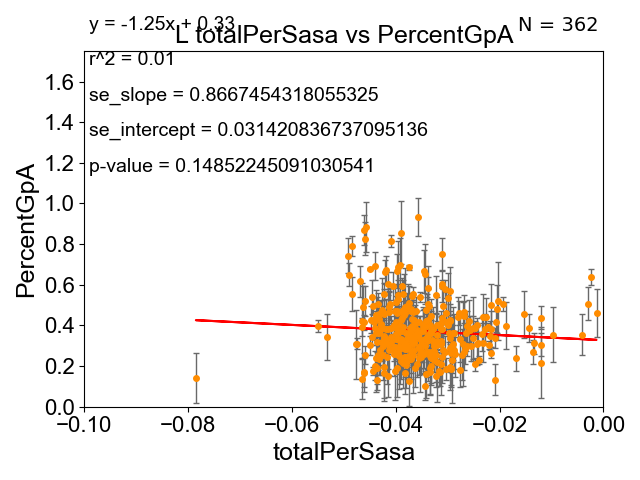 y = -1.25x + 0.33
N = 362
L totalPerSasa vs PercentGpA
r^2 = 0.01
se_slope = 0.8667454318055325
se_intercept = 0.031420836737095136
p-value = 0.14852245091030541
PercentGpA
1.6
1.4
1.2
1.0
0.8
0.6
0.4
0.2
0.0
−0.10
−0.08
−0.06
−0.04
−0.02
0.00
totalPerSasa